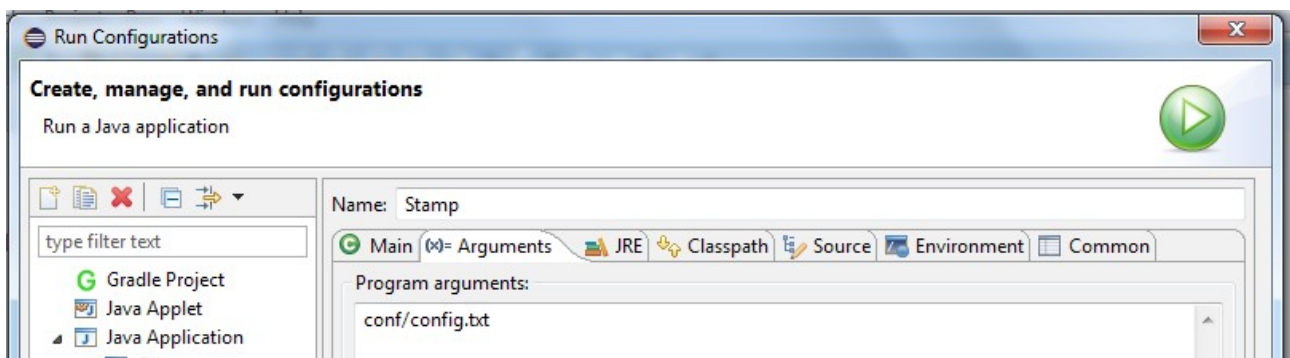 Run Configurations
Create, manage, and run configurations
Run a Java application
Name: Stamp
type filter text
Main (x)= Arguments JRE Classpath Source Environment Common
Gradle Project
Java Applet
Java Application
Program arguments:
conf/config.txt